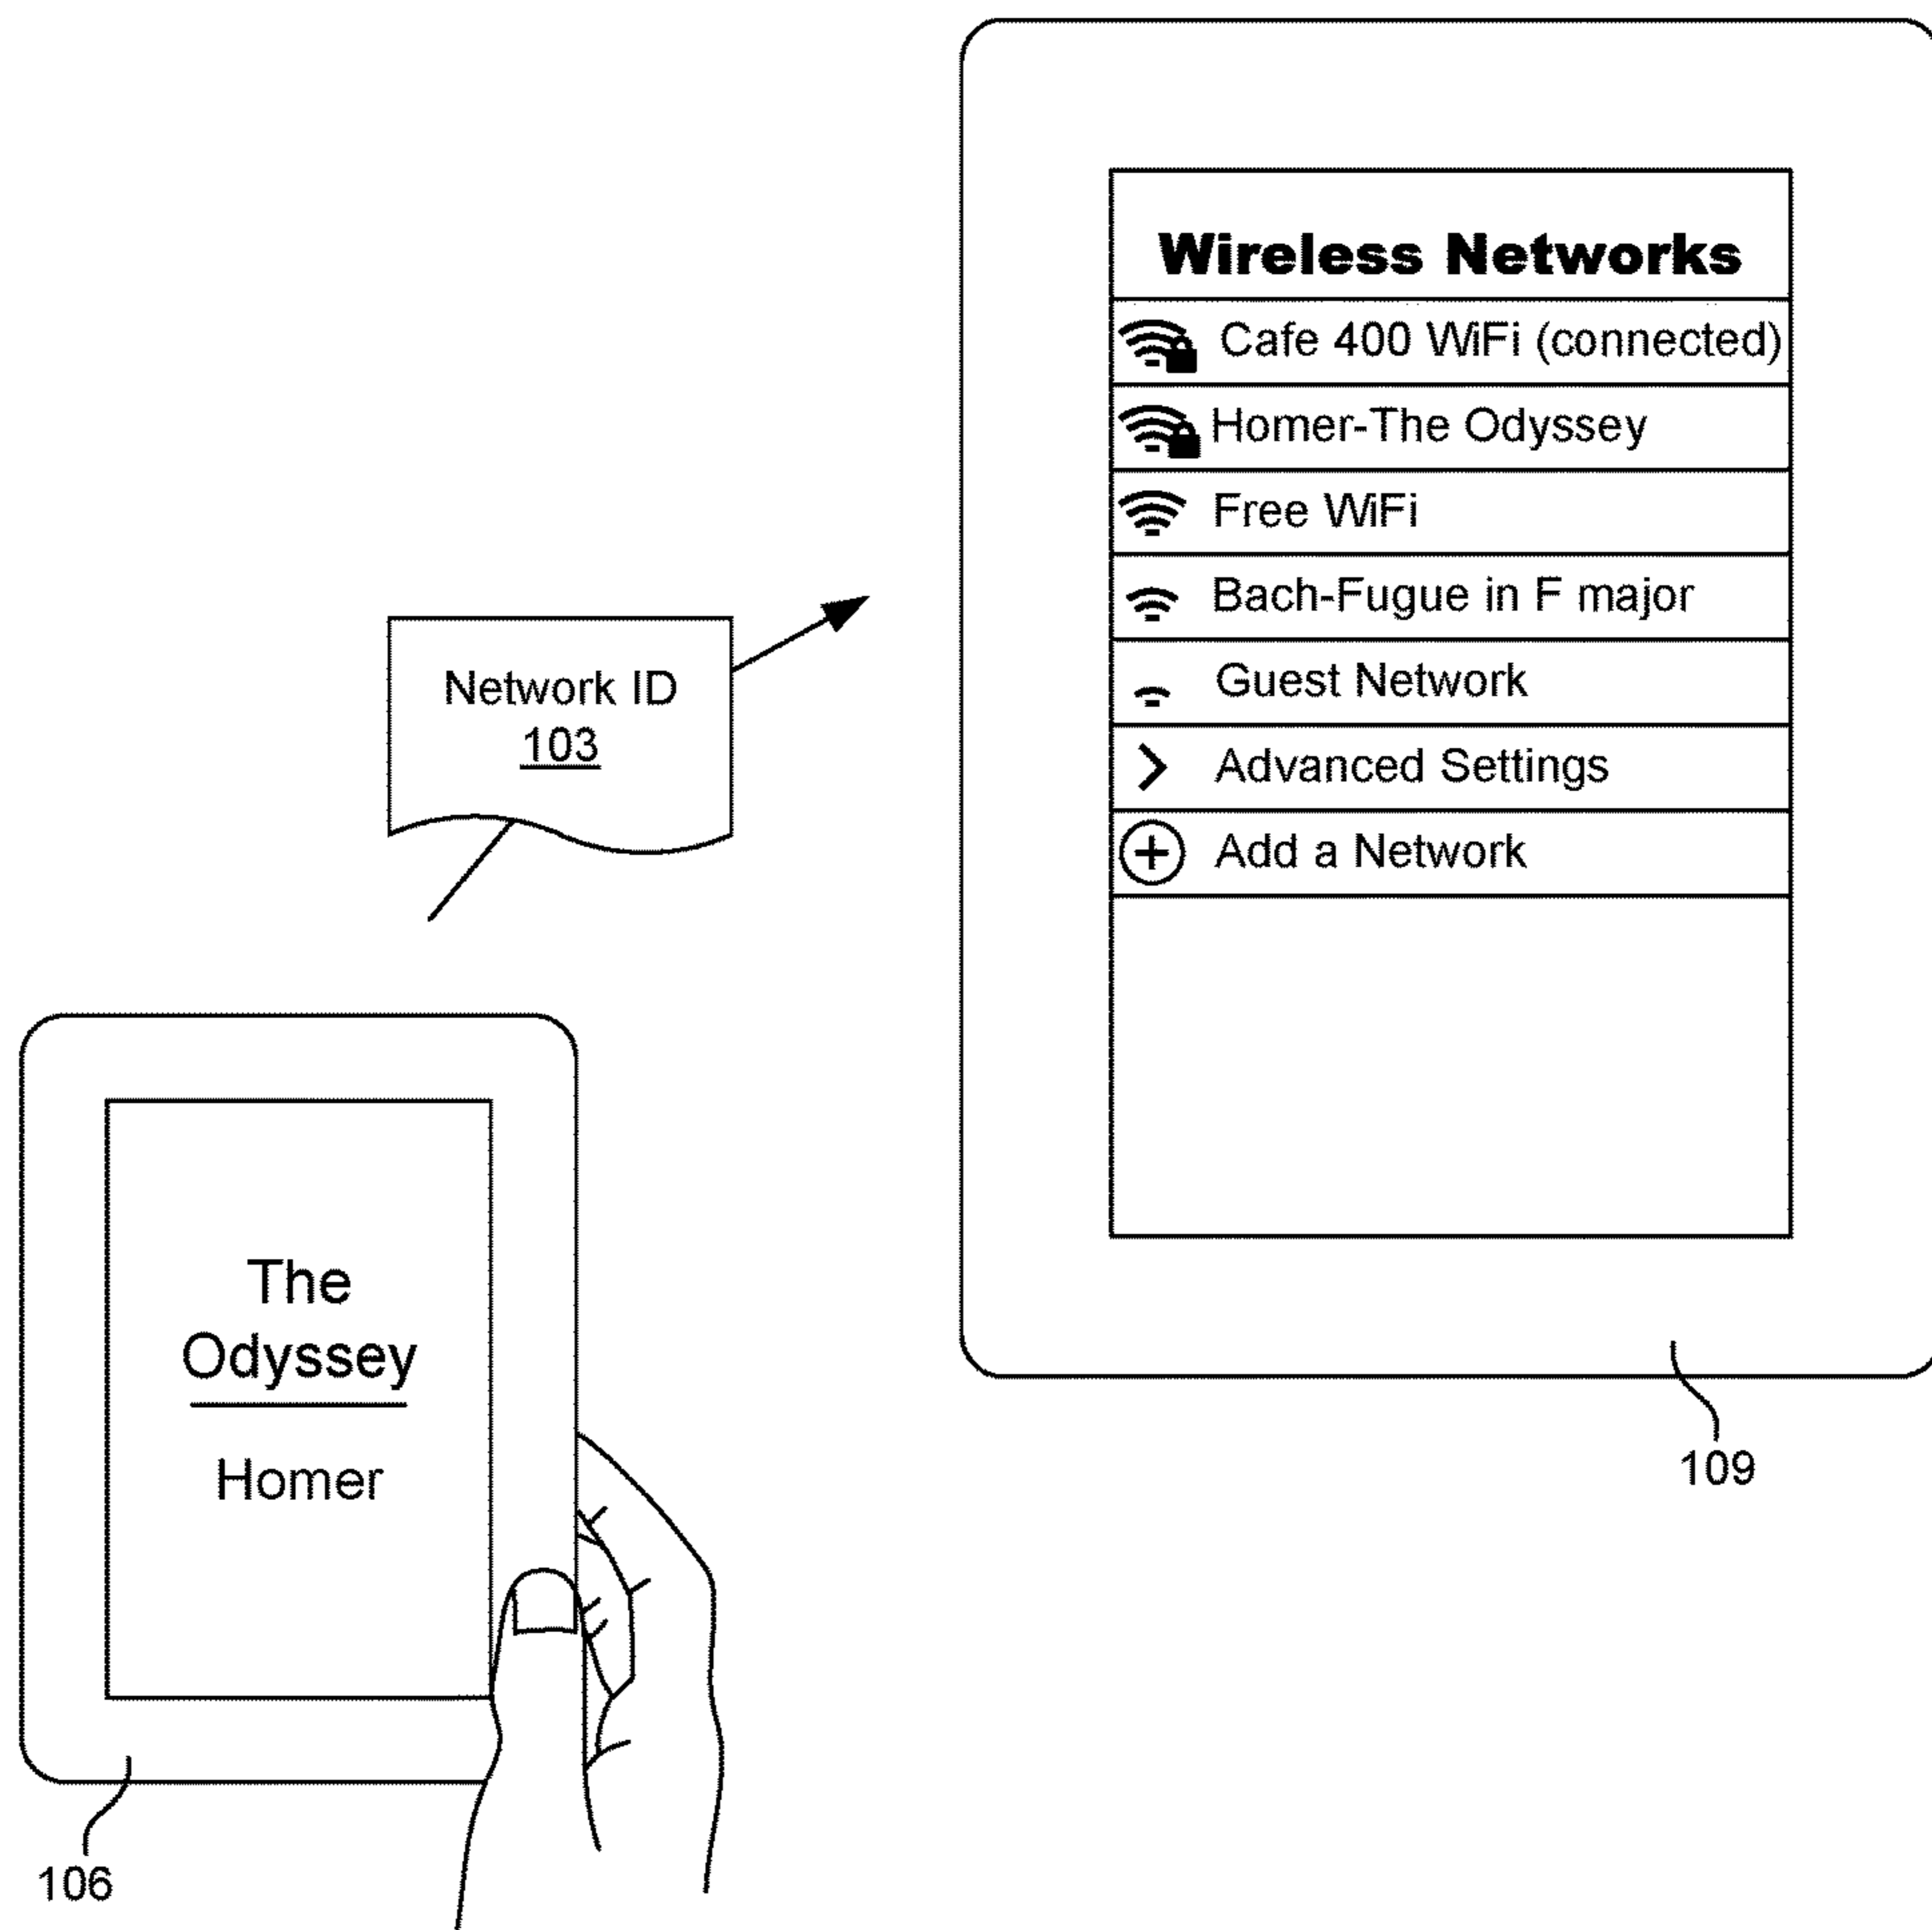 Wireless Networks
Cafe 400 WiFi (connected)
Homer-The Odyssey
Free WiFi
Bach-Fugue in F major
Guest Network
Advanced Settings
Add a Network
109
Network ID
103
The
Odyssey
Homer
106